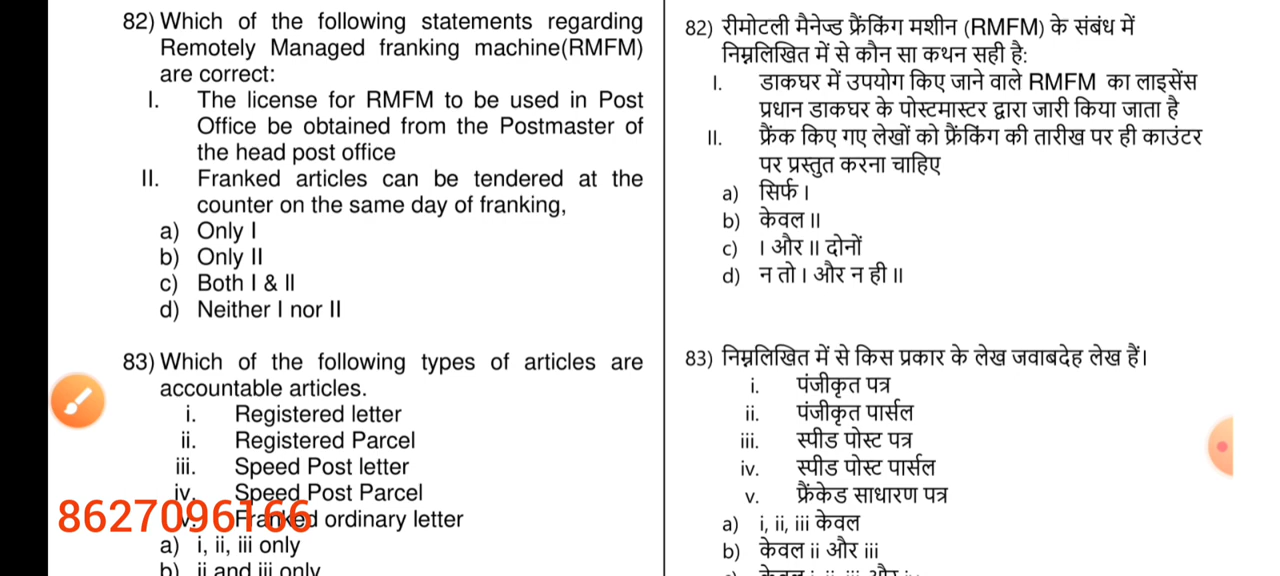 82) Which of the following statements regarding
Remotely Managed franking machine(RMFM)
are correct:
I. The license for RMFM to be used in Post
Office be obtained from the Postmaster of
the head post office
II. Franked articles can be tendered at the
counter on the same day of franking,
a) Only I
b) Only II
c) Both I & II
d) Neither I nor II
83) Which of the following types of articles are
accountable articles.
i. Registered letter
ii. Registered Parcel
iii. Speed Post letter
iv. Speed Post Parcel
v. Franked ordinary letter
8627096166
a) i, ii, iii only
b) ii and iii only
82) रीमोटली मैनेज्ड फ्रैंकिंग मशीन (RMFM) के संबंध में
निम्नलिखित में से कौन सा कथन सही है:
I. डाकघर में उपयोग किए जाने वाले RMFM का लाइसेंस
प्रधान डाकघर के पोस्टमास्टर द्वारा जारी किया जाता है
II. फ्रैंक किए गए लेखों को फ्रैंकिंग की तारीख पर ही काउंटर
पर प्रस्तुत करना चाहिए
a) सिर्फ I
b) केवल II
c) I और II दोनों
d) न तो I और न ही II
83) निम्नलिखित में से किस प्रकार के लेख जवाबदेह लेख हैं।
i. पंजीकृत पत्र
ii. पंजीकृत पार्सल
iii. स्पीड पोस्ट पत्र
iv. स्पीड पोस्ट पार्सल
v. फ्रैंकेड साधारण पत्र
a) i, ii, iii केवल
b) केवल ii और iii